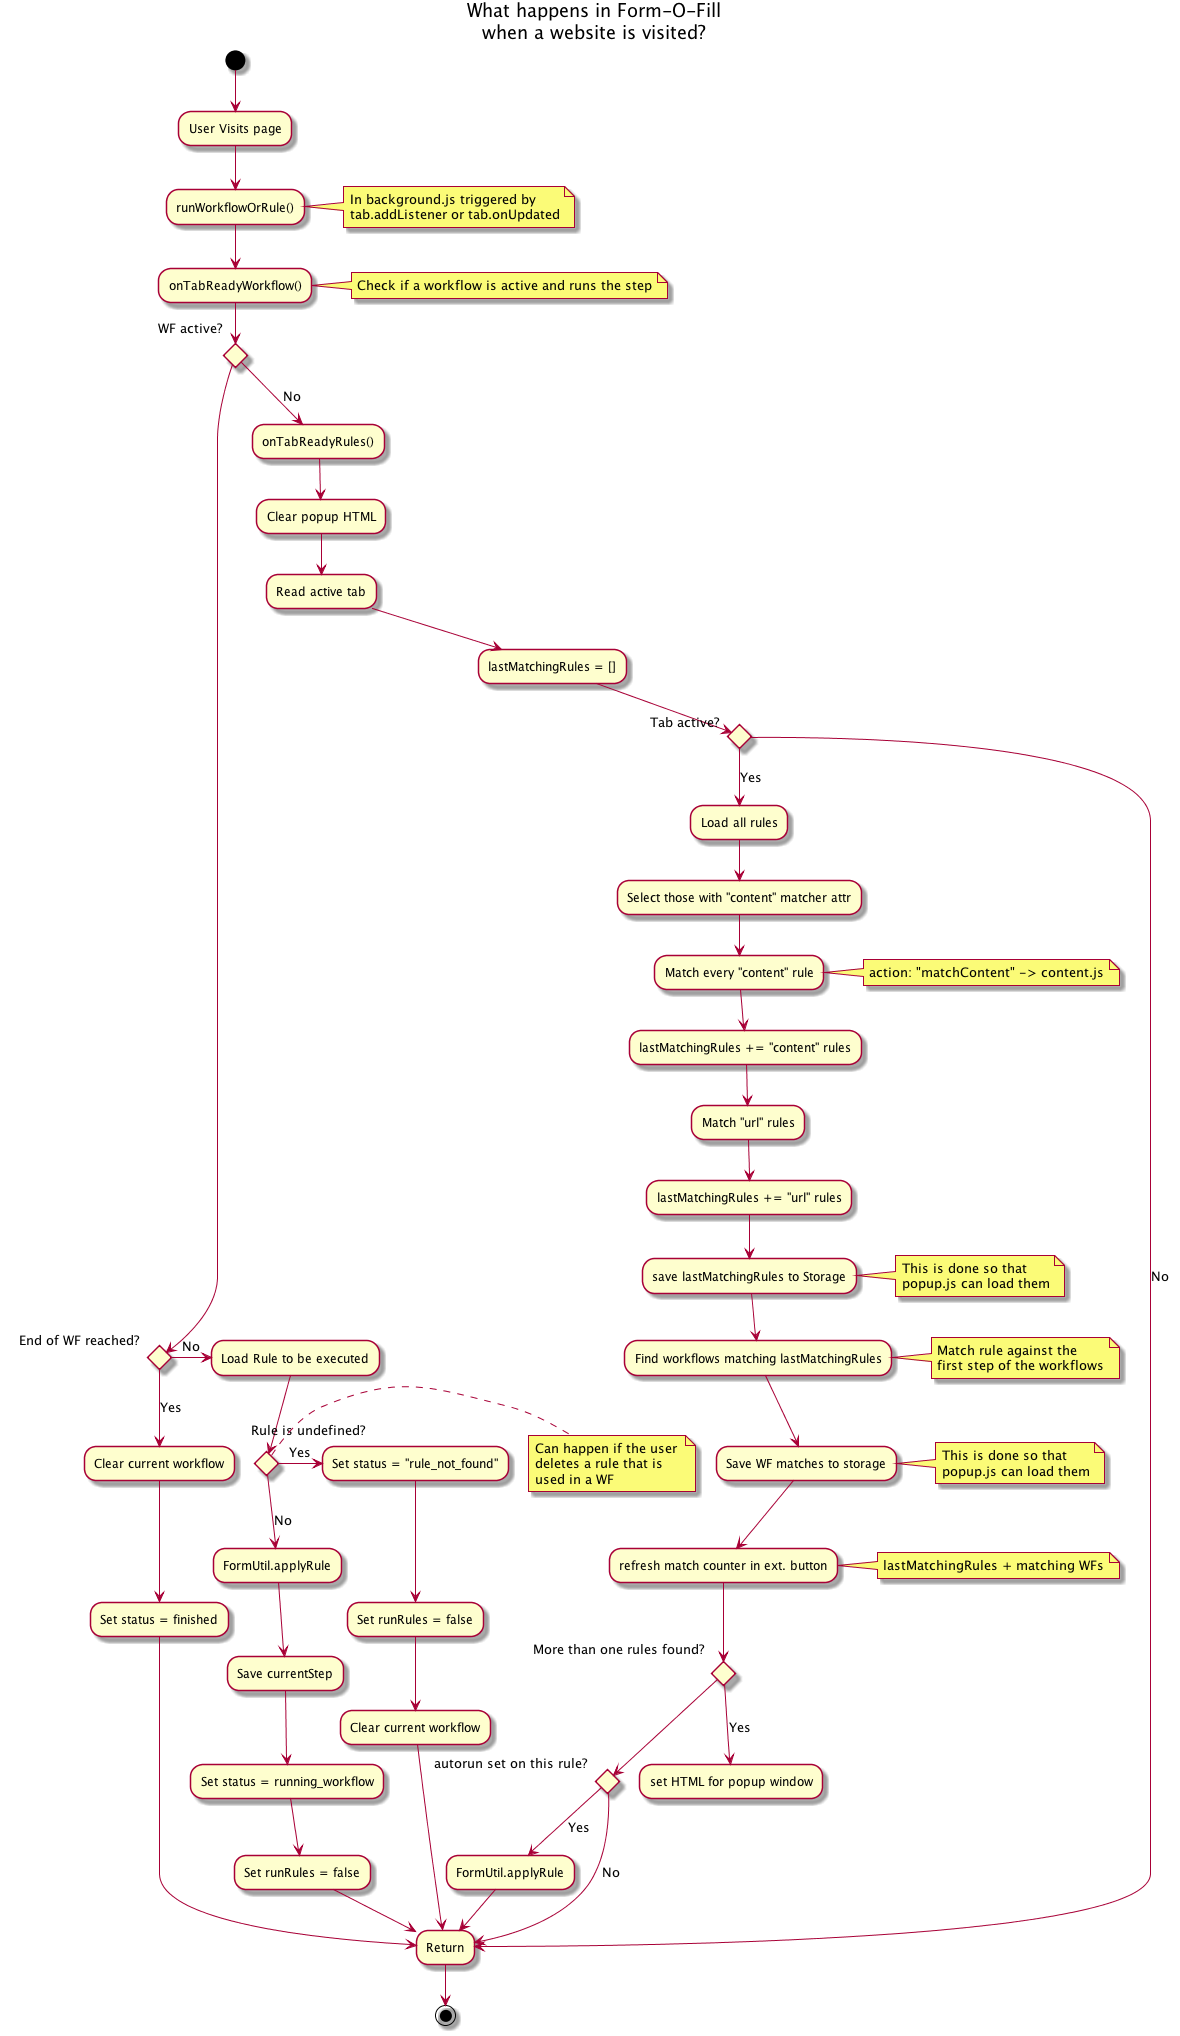 What happens in Form-O-Fill
when a website is visited?
User Visits page
runWorkflowOrRule()
In background.js triggered by
tab.addListener or tab.onUpdated
onTabReadyWorkflow()
Check if a workflow is active and runs the step
WF active?
No
onTabReadyRules()
Clear popup HTML
Read active tab
lastMatchingRules = []
Tab active?
Yes
Load all rules
Select those with "content" matcher attr
Match every "content" rule
action: "matchContent" -> content.js
lastMatchingRules += "content" rules
Match "url" rules
lastMatchingRules += "url" rules
save lastMatchingRules to Storage
This is done so that
popup.js can load them
No
End of WF reached?
No
Load Rule to be executed
Find workflows matching lastMatchingRules
Match rule against the
first step of the workflows
Yes
Rule is undefined?
Clear current workflow
Yes
Set status = "rule_not_found"
Can happen if the user
deletes a rule that is
used in a WF
Save WF matches to storage
This is done so that
popup.js can load them
No
FormUtil.applyRule
refresh match counter in ext. button
lastMatchingRules + matching WFs
Set status = finished
Set runRules = false
More than one rules found?
Save currentStep
Clear current workflow
Yes
autorun set on this rule?
Set status = running_workflow
set HTML for popup window
Yes
Set runRules = false
FormUtil.applyRule
No
Return